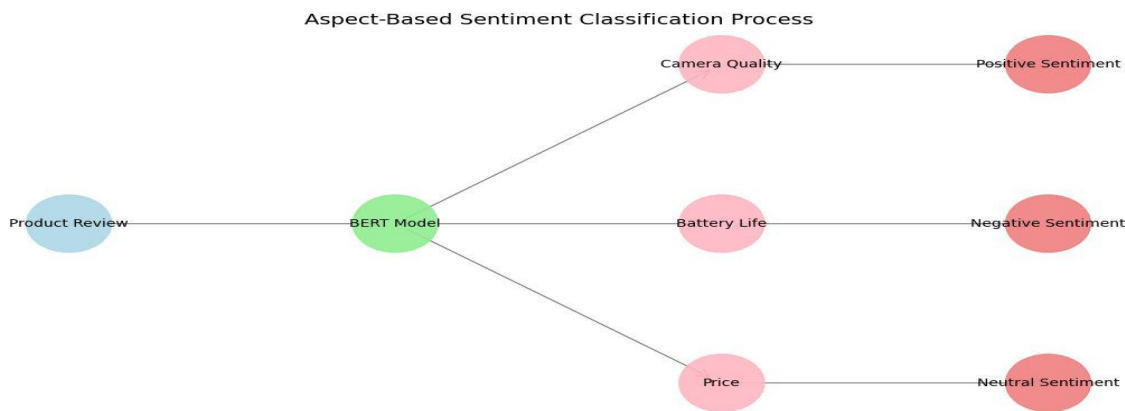 Aspect-Based Sentiment Classification Process
Camera Quality
Positive Sentiment
Product Review
BERT Model
Battery Life
Negative Sentiment
Price
Neutral Sentiment